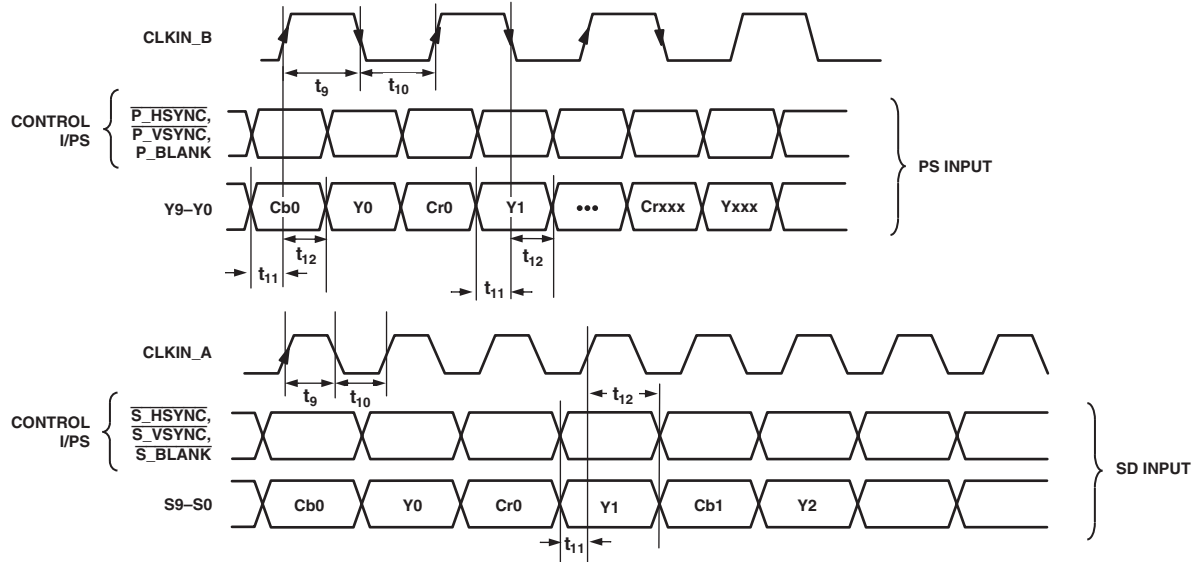 CLKIN_B
t9 t10
CONTROL
I/PS
P_HSYNC,
P_VSYNC,
P_BLANK
PS INPUT
Y9–Y0
Cb0 Y0 Cr0 Y1 ••• Crxxx Yxxx
t12 t12
t11 t11
CLKIN_A
t9 t10 t12
CONTROL
I/PS
S_HSYNC,
S_VSYNC,
S_BLANK
SD INPUT
S9–S0
Cb0 Y0 Cr0 Y1 Cb1 Y2
t11